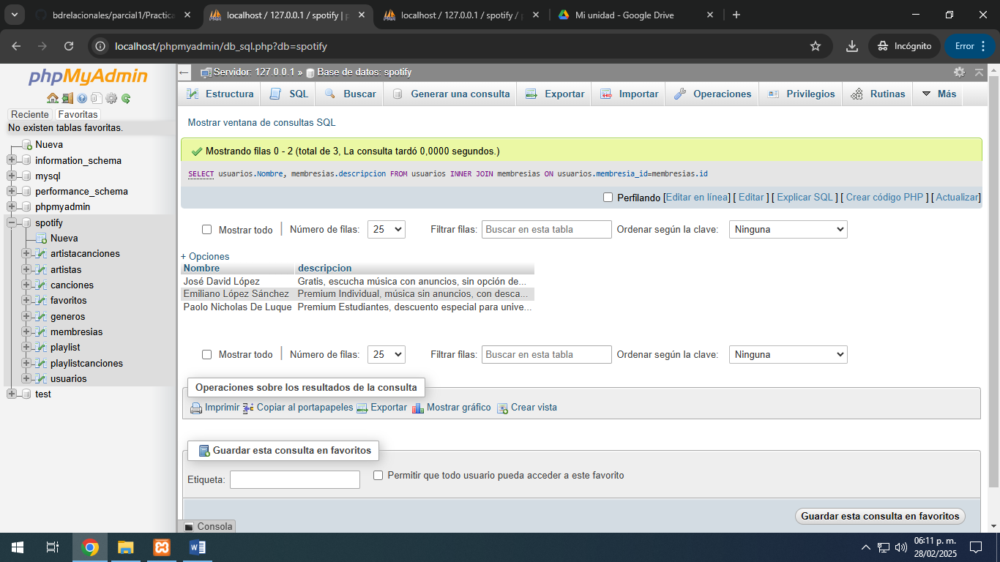 bdrelacionales/parcial1/Practica
localhost / 127.0.0.1 / spotify | p
localhost / 127.0.0.1 / spotify / p
Mi unidad - Google Drive
localhost/phpmyadmin/db_sql.php?db=spotify
Incógnito
Error
phpMyAdmin
Reciente Favoritas
No existen tablas favoritas.
Nueva
information_schema
mysql
performance_schema
phpmyadmin
spotify
Nueva
artistacanciones
artistas
canciones
favoritos
generos
membresias
playlist
playlistcanciones
usuarios
test
Servidor: 127.0.0.1 » Base de datos: spotify
Estructura SQL Buscar Generar una consulta Exportar Importar Operaciones Privilegios Rutinas Más
Mostrar ventana de consultas SQL
Mostrando filas 0 - 2 (total de 3, La consulta tardó 0,0000 segundos.)
SELECT usuarios.Nombre, membresias.descripcion FROM usuarios INNER JOIN membresias ON usuarios.membresia_id=membresias.id
Perfilando [Editar en línea] [ Editar ] [ Explicar SQL ] [ Crear código PHP ] [ Actualizar]
Mostrar todo Número de filas: 25 Filtrar filas: Buscar en esta tabla Ordenar según la clave: Ninguna
+ Opciones
Nombre descripcion
José David López Gratis, escucha música con anuncios, sin opción de...
Emiliano López Sánchez Premium Individual, música sin anuncios, con desca...
Paolo Nicholas De Luque Premium Estudiantes, descuento especial para unive...
Mostrar todo Número de filas: 25 Filtrar filas: Buscar en esta tabla Ordenar según la clave: Ninguna
Operaciones sobre los resultados de la consulta
Imprimir Copiar al portapapeles Exportar Mostrar gráfico Crear vista
Guardar esta consulta en favoritos
Etiqueta: Permitir que todo usuario pueda acceder a este favorito
Guardar esta consulta en favoritos
Consola
06:11 p. m.
28/02/2025